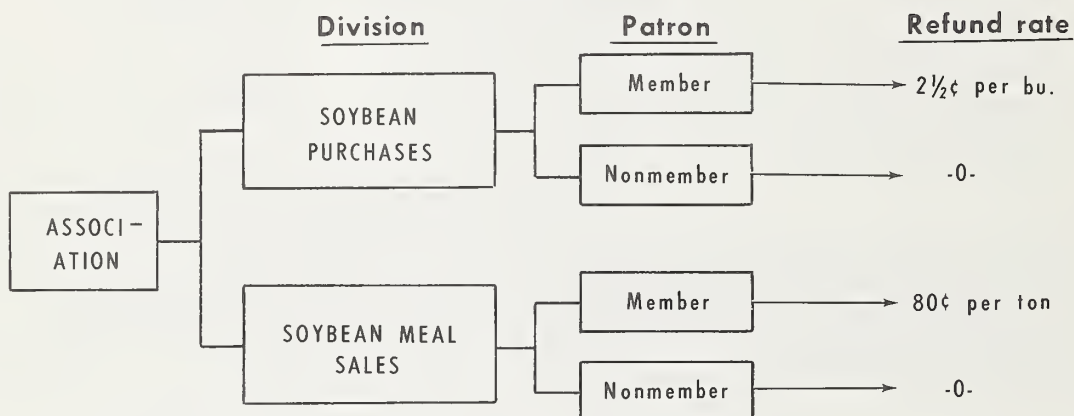 Division Patron Refund rate
Member 2½¢ per bu.
SOYBEAN
PURCHASES
Nonmember -0-
ASSOCI-
ATION
Member 80¢ per ton
SOYBEAN MEAL
SALES
Nonmember -0-